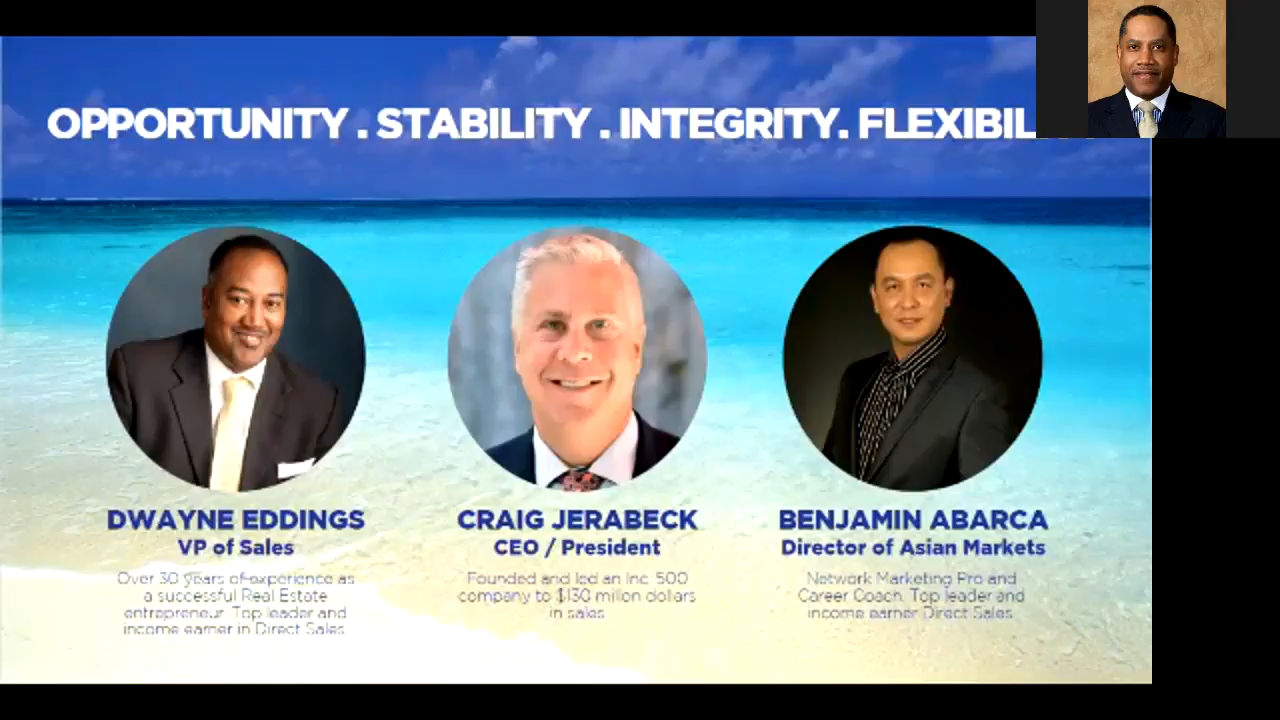 OPPORTUNITY . STABILITY . INTEGRITY. FLEXIBIL
DWAYNE EDDINGS
VP of Sales
Over 30 years of experience as
a successful Real Estate
entrepreneur. Top leader and
income earner in Direct Sales.
CRAIG JERABECK
CEO / President
Founded and led an Inc. 500
company to $130 millon dollars
in sales
BENJAMIN ABARCA
Director of Asian Markets
Network Marketing Pro and
Career Coach. Top leader and
income earner Direct Sales.